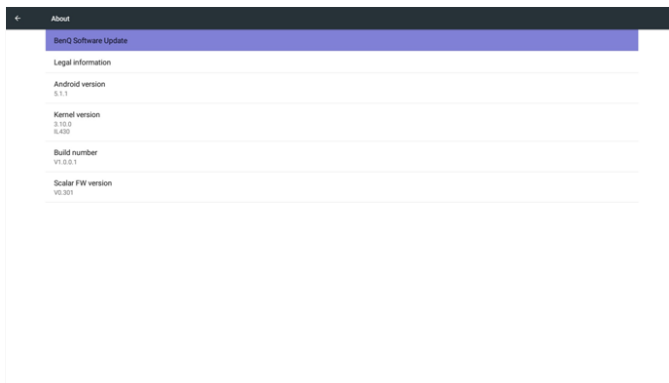 About
BenQ Software Update
Legal information
Android version
5.1.1
Kernel version
3.10.0
IL430
Build number
V1.0.0.1
Scalar FW version
V0.301